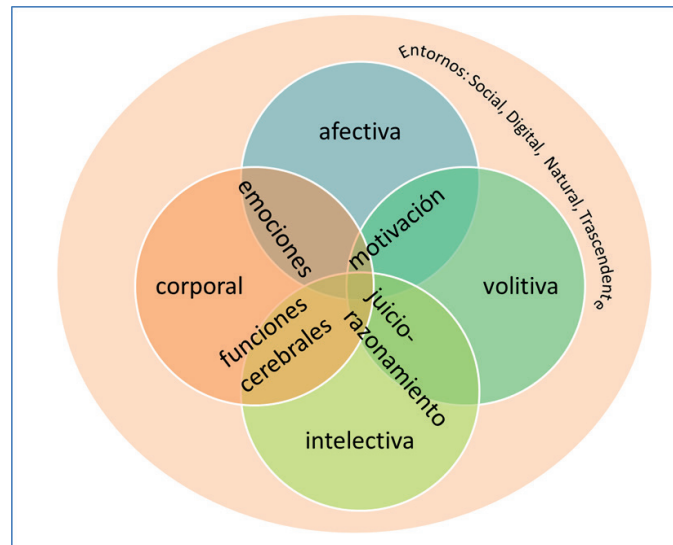 Entornos: Social, Digital, Natural, Trascendente
afectiva
emociones
motivación
corporal
volitiva
funciones
cerebrales
juicio-
razonamiento
intelectiva